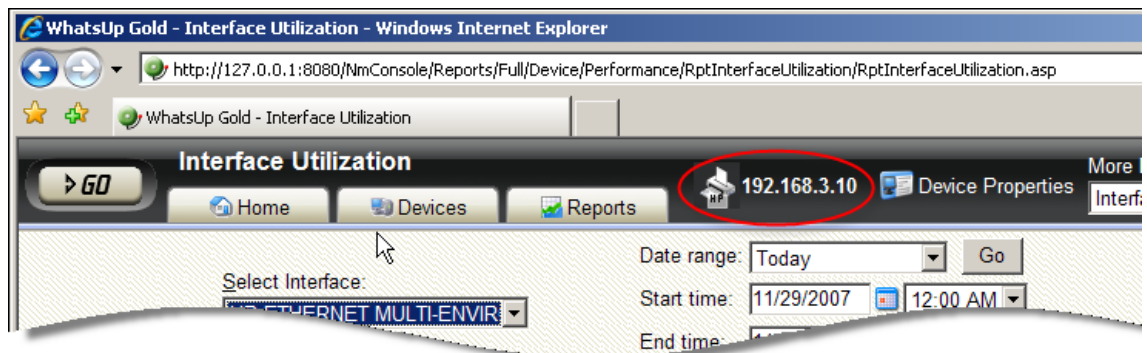 WhatsUp Gold - Interface Utilization - Windows Internet Explorer
http://127.0.0.1:8080/NmConsole/Reports/Full/Device/Performance/RptInterfaceUtilization/RptInterfaceUtilization.asp
WhatsUp Gold - Interface Utilization
Interface Utilization
More
GO
HP
192.168.3.10
Device Properties
Home
Devices
Reports
Date range: Today Go
Select Interface:
Start time: 11/29/2007 12:00 AM
ETHERNET MULTI-ENVIR
End time: